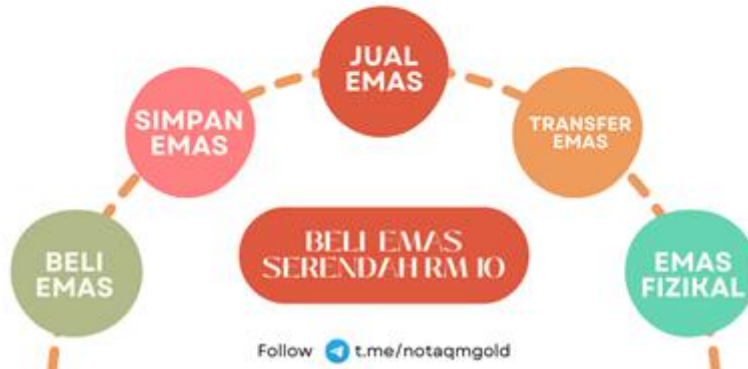 JUAL
EMAS
SIMPAN
EMAS
TRANSFER
EMAS
BELI
EMAS
BELI EMAS
SERENDAH RM 10
EMAS
FIZIKAL
Follow t.me/notaqmgold